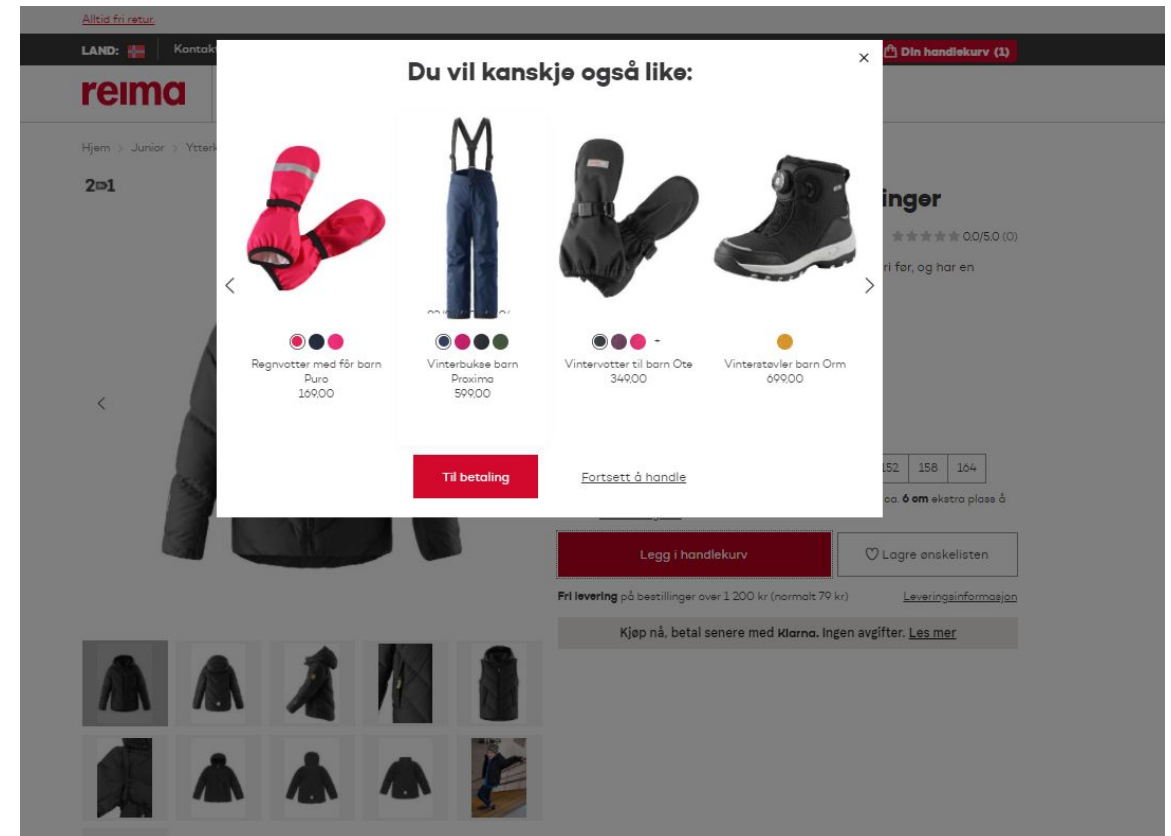 Alltid fri retur.
LAND:
Kontak
Din handlekurv (1)
reima
Hjem > Junior > Ytterk
2 1
inger
0.0/5.0 (0)
ri før, og har en
×
Du vil kanskje også like:
Regnvotter med fôr barn
Puro
169,00
Vinterbukse barn
Proxima
599,00
Vintervotter til barn Ote
349,00
Vinterstøvler barn Orm
699,00
Til betaling
Fortsett å handle
152 158 164
ca. 6 cm ekstra plass å
Legg i handlekurv
Lagre ønskelisten
Fri levering på bestillinger over 1 200 kr (normalt 79 kr)
Leveringsinformasjon
Kjøp nå, betal senere med Klarna. Ingen avgifter. Les mer